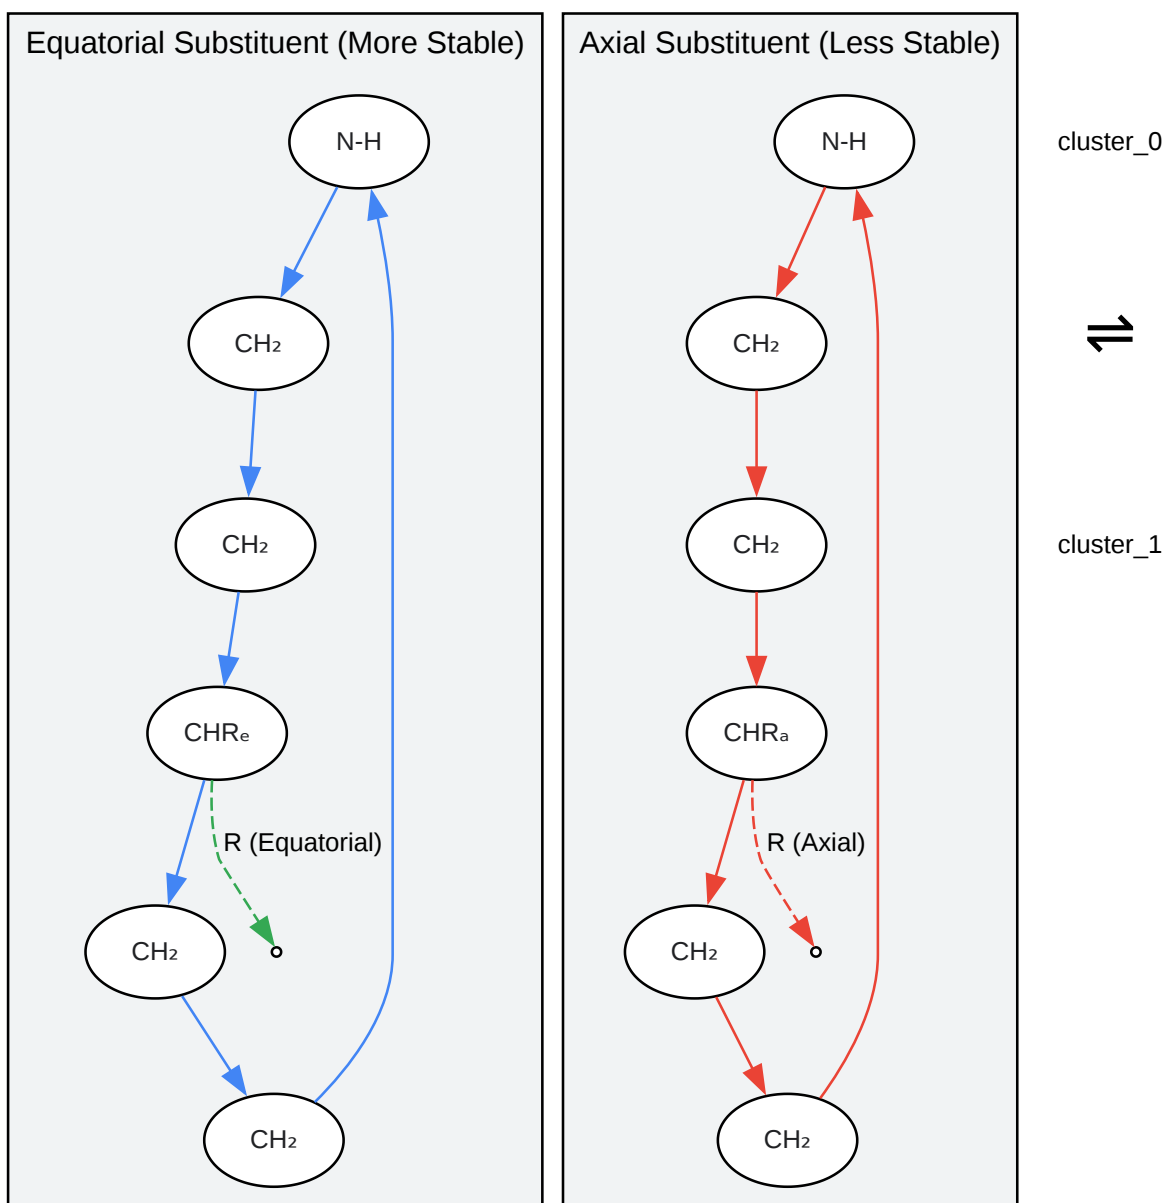 Equatorial Substituent (More Stable)
N-H
CH₂
CH₂
CHRₑ
R (Equatorial)
CH₂
CH₂
Axial Substituent (Less Stable)
N-H
CH₂
CH₂
CHRₐ
R (Axial)
CH₂
CH₂
cluster_0
⇌
cluster_1